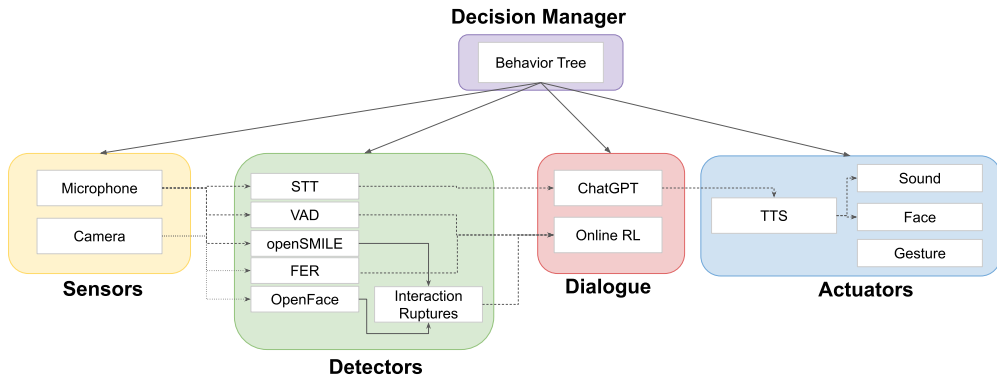 Decision Manager
Behavior Tree
Microphone
Camera
Sensors
STT
VAD
openSMILE
FER
OpenFace
Interaction
Ruptures
Detectors
ChatGPT
Online RL
Dialogue
TTS
Sound
Face
Gesture
Actuators